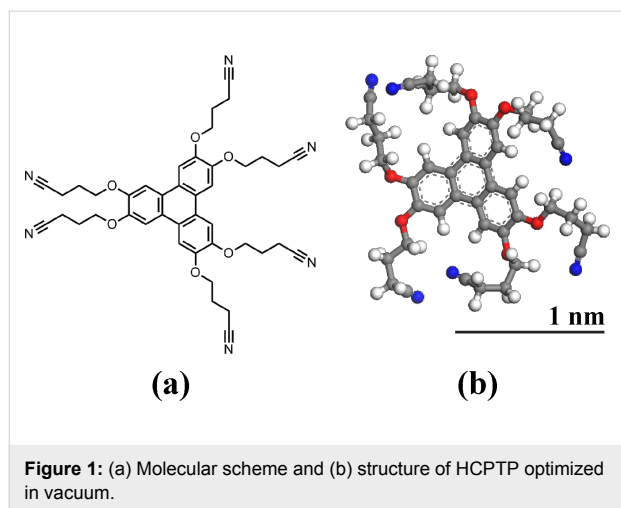 N
O
N
O
N
O
N
O
O
N
O
N
(a)
(b)
1 nm
Figure 1: (a) Molecular scheme and (b) structure of HCPTP optimized
in vacuum.